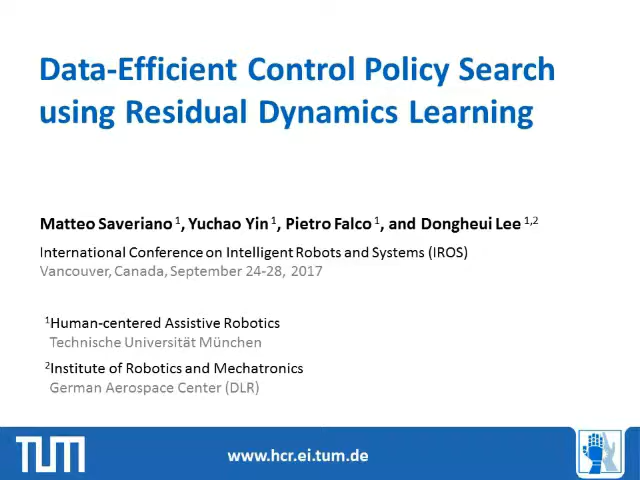 Data-Efficient Control Policy Search
using Residual Dynamics Learning
Matteo Saveriano ¹, Yuchao Yin ¹, Pietro Falco ¹, and Dongheui Lee ¹,²
International Conference on Intelligent Robots and Systems (IROS)
Vancouver, Canada, September 24-28, 2017
¹Human-centered Assistive Robotics
Technische Universität München
²Institute of Robotics and Mechatronics
German Aerospace Center (DLR)
TUM
www.hcr.ei.tum.de